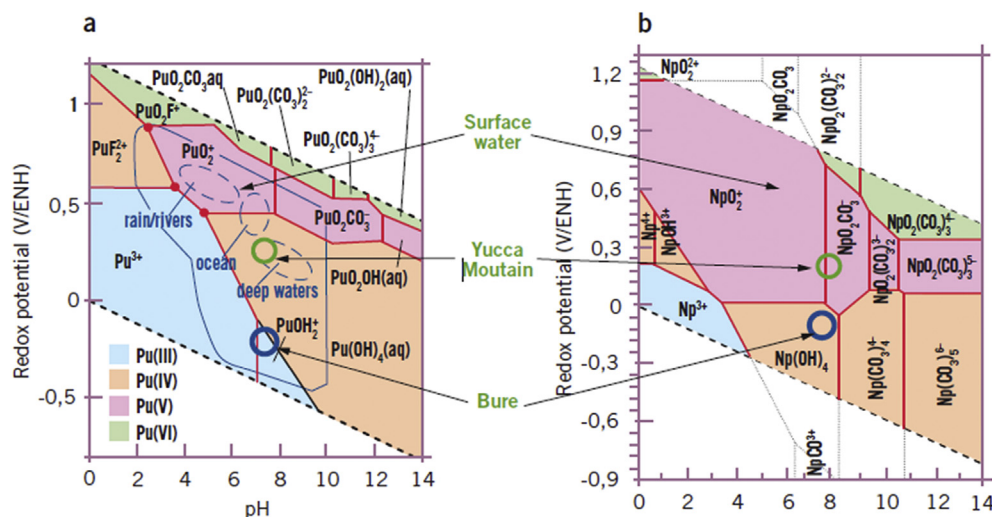 a
PuO2CO3aq
PuO2(OH)2(aq)
PuO2(CO3)2^2-
PuO2F+
PuO2(CO3)3^4-
PuF2^2+
PuO2+
rain/rivers
PuO2CO3^-
Pu3+
ocean
PuO2OH(aq)
deep waters
PuOH2+
Pu(OH)4(aq)
Pu(III)
Pu(IV)
Pu(V)
Pu(VI)
Redox potential (V/ENH)
1
0,5
0
-0,5
0 2 4 6 8 10 12 14
pH
Surface
water
Yucca
Moutain
Bure
b
NpO2^2+
NpO2CO3
NpO2(CO3)2^2-
NpO2+
Np4+
NpOH3+
NpO2CO3^-
NpO2(CO3)2^3-
NpO2(CO3)3^4-
NpO2(CO3)3^5-
Np3+
Np(OH)4
Np(CO3)4^4-
Np(CO3)5^6-
NpCO3+
Redox potential (V/ENH)
1,2
0,9
0,6
0,3
-0,0
-0,3
-0,6
-0,9
0 2 4 6 8 10 12 14